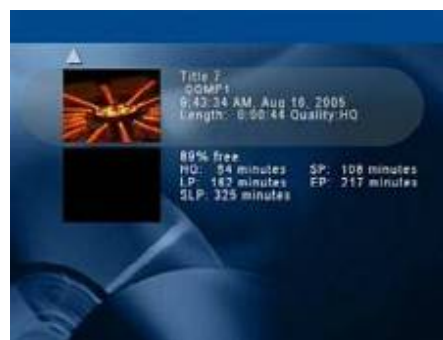 Title 7
COMP1
9:43:34 AM, Aug 16, 2005
Length: 0:00:44 Quality:HQ
89% free
HQ: 54 minutes SP: 108 minutes
LP: 162 minutes EP: 217 minutes
SLP: 325 minutes